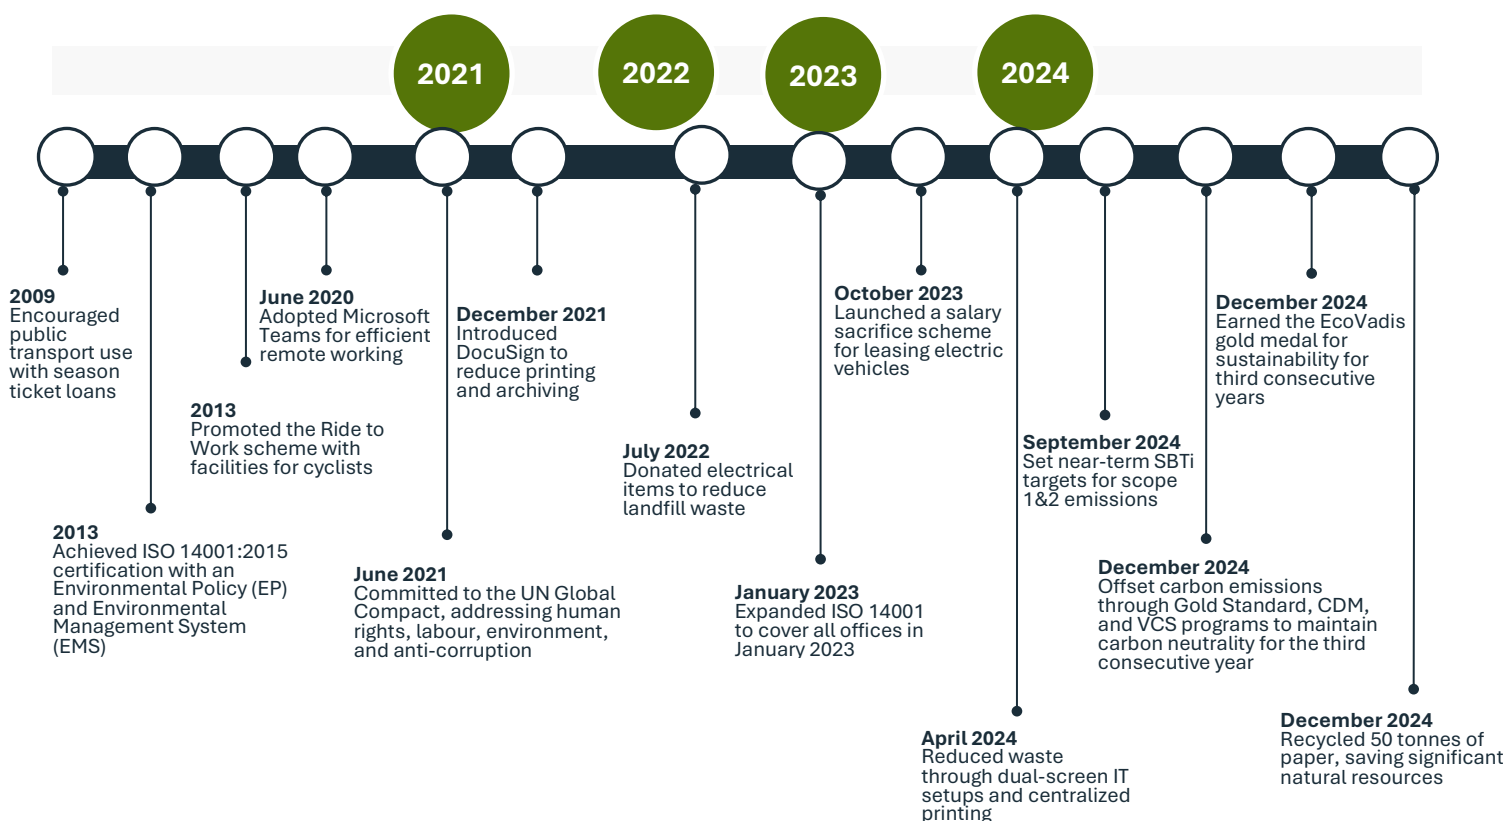 2021
2022
2023
2024
2009
Encouraged
public
transport use
with season
ticket loans
2013
Achieved ISO 14001:2015
certification with an
Environmental Policy (EP)
and Environmental
Management System
(EMS)
2013
Promoted the Ride to
Work scheme with
facilities for cyclists
June 2020
Adopted Microsoft
Teams for efficient
remote working
June 2021
Committed to the UN Global
Compact, addressing human
rights, labour, environment,
and anti-corruption
December 2021
Introduced
DocuSign to
reduce printing
and archiving
July 2022
Donated electrical
items to reduce
landfill waste
January 2023
Expanded ISO 14001
to cover all offices in
January 2023
October 2023
Launched a salary
sacrifice scheme
for leasing electric
vehicles
April 2024
Reduced waste
through dual-screen IT
setups and centralized
printing
September 2024
Set near-term SBTi
targets for scope
1&2 emissions
December 2024
Offset carbon emissions
through Gold Standard, CDM,
and VCS programs to maintain
carbon neutrality for the third
consecutive year
December 2024
Earned the EcoVadis
gold medal for
sustainability for
third consecutive
years
December 2024
Recycled 50 tonnes of
paper, saving significant
natural resources